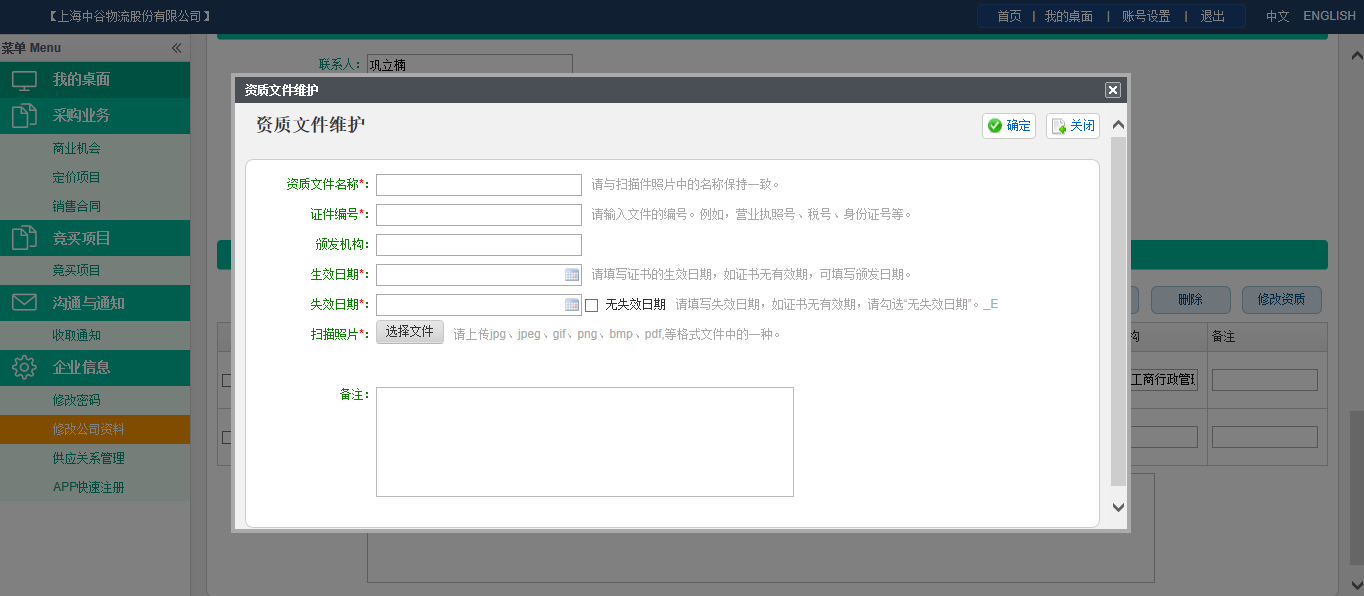 【上海中谷物流股份有限公司】
首页 | 我的桌面 | 账号设置 | 退出 中文 ENGLISH
菜单 Menu
我的桌面
采购业务
商业机会
定价项目
销售合同
竞买项目
竞买项目
沟通与通知
收取通知
企业信息
修改密码
修改公司资料
供应关系管理
APP快速注册
联系人：巩立楠
资质文件维护
资质文件维护
确定 关闭
资质文件名称*： 请与扫描件照片中的名称保持一致。
证件编号*： 请输入文件的编号。例如，营业执照号、税号、身份证号等。
颁发机构：
生效日期*： 请填写证书的生效日期，如证书无有效期，可填写颁发日期。
失效日期*： 无失效日期 请填写失效日期，如证书无有效期，请勾选“无失效日期”。_E
扫描照片*： 选择文件 请上传jpg、jpeg、gif、png、bmp、pdf,等格式文件中的一种。
备注：
删除 修改资质
构 备注
工商行政管理